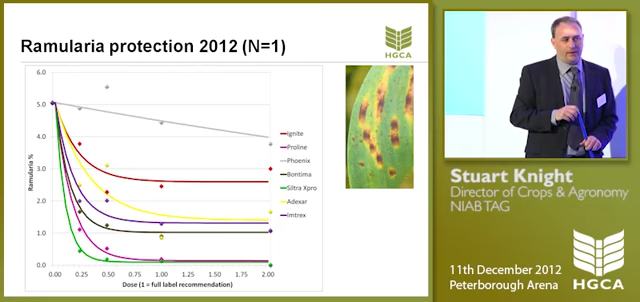 Ramularia protection 2012 (N=1)
HGCA
6.0
5.0
4.0
3.0
2.0
1.0
0.0
Ramularia %
0.00
0.25
0.50
0.75
1.00
1.25
1.50
1.75
2.00
Dose (1 = full label recommendation)
Ignite
Proline
Phoenix
Bontima
Siltra Xpro
Adexar
Imtrex
Stuart Knight
Director of Crops & Agronomy
NIAB TAG
11th December 2012
Peterborough Arena
HGCA